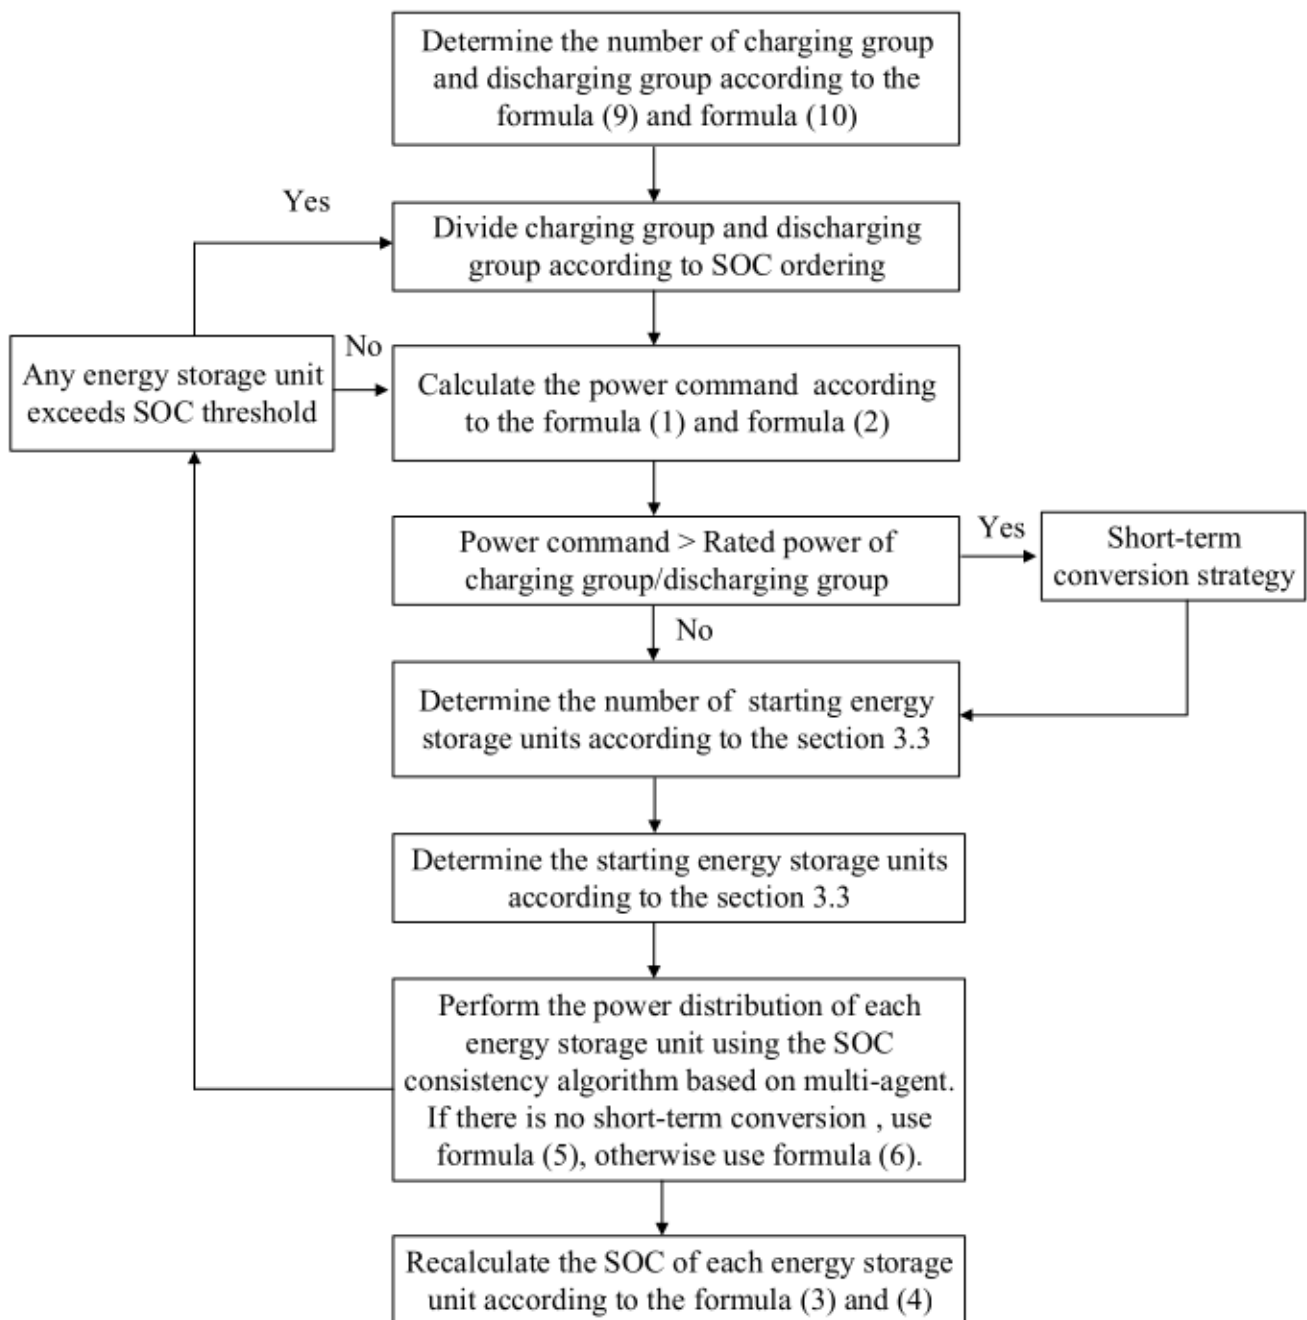 Determine the number of charging group
and discharging group according to the
formula (9) and formula (10)
Yes
Divide charging group and discharging
group according to SOC ordering
Any energy storage unit
exceeds SOC threshold
No
Calculate the power command according
to the formula (1) and formula (2)
Power command > Rated power of
charging group/discharging group
Yes
Short-term
conversion strategy
No
Determine the number of starting energy
storage units according to the section 3.3
Determine the starting energy storage units
according to the section 3.3
Perform the power distribution of each
energy storage unit using the SOC
consistency algorithm based on multi-agent.
If there is no short-term conversion , use
formula (5), otherwise use formula (6).
Recalculate the SOC of each energy storage
unit according to the formula (3) and (4)